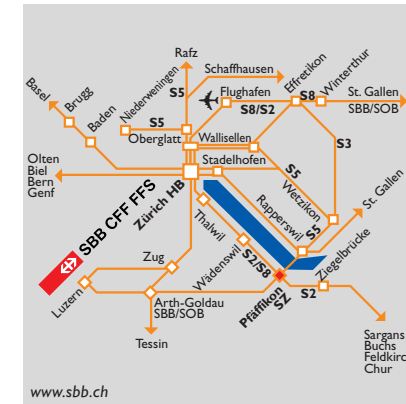 Rafz
Schaffhausen
Effretikon
Winterthur
Niederweningen
Flughafen
St. Gallen
SBB/SOB
S8
S8/S2
S5
Basel
Brugg
Baden
S5
Oberglatt
Wallisellen
S3
Stadelhofen
S5
Wetzikon
Olten
Biel
Bern
Genf
Zürich HB
SBB CFF FFS
Thalwil
Rapperswil
St. Gallen
S5
Wädenswil
S2/S8
Ziegelbrücke
Zug
Luzern
Pfäffikon
SZ
S2
Arth-Goldau
SBB/SOB
Tessin
Sargans
Buchs
Feldkirc
Chur
www.sbb.ch